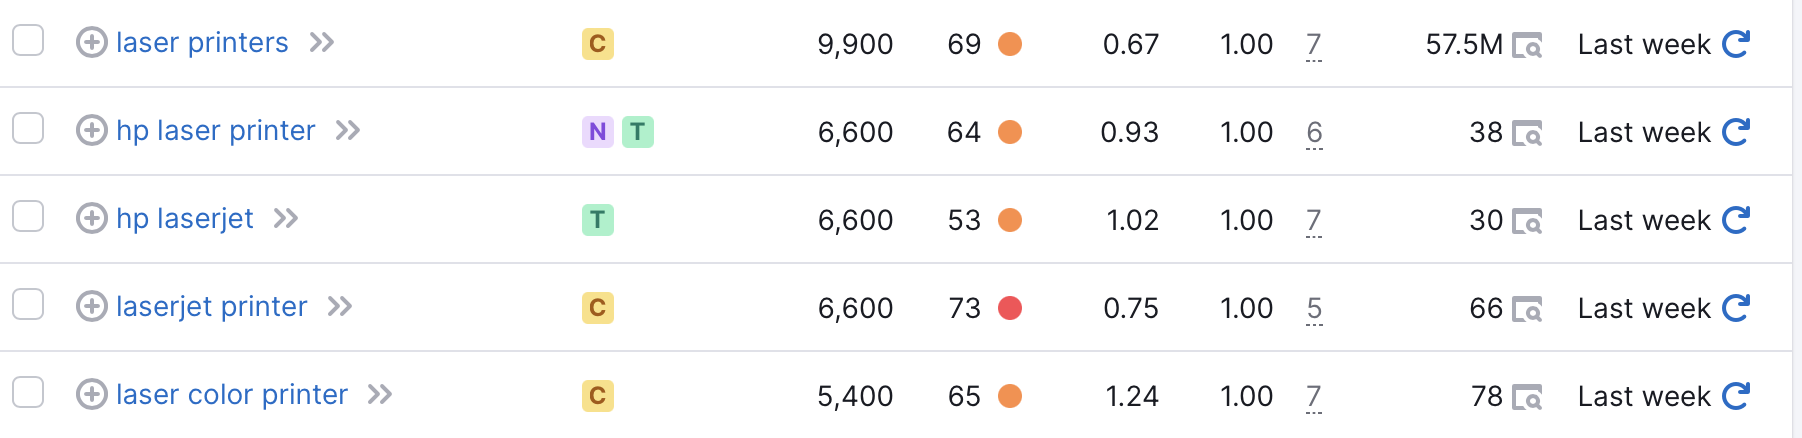 laser printers C 9,900 69 0.67 1.00 7 57.5M Last week
hp laser printer N T 6,600 64 0.93 1.00 6 38 Last week
hp laserjet T 6,600 53 1.02 1.00 7 30 Last week
laserjet printer C 6,600 73 0.75 1.00 5 66 Last week
laser color printer C 5,400 65 1.24 1.00 7 78 Last week